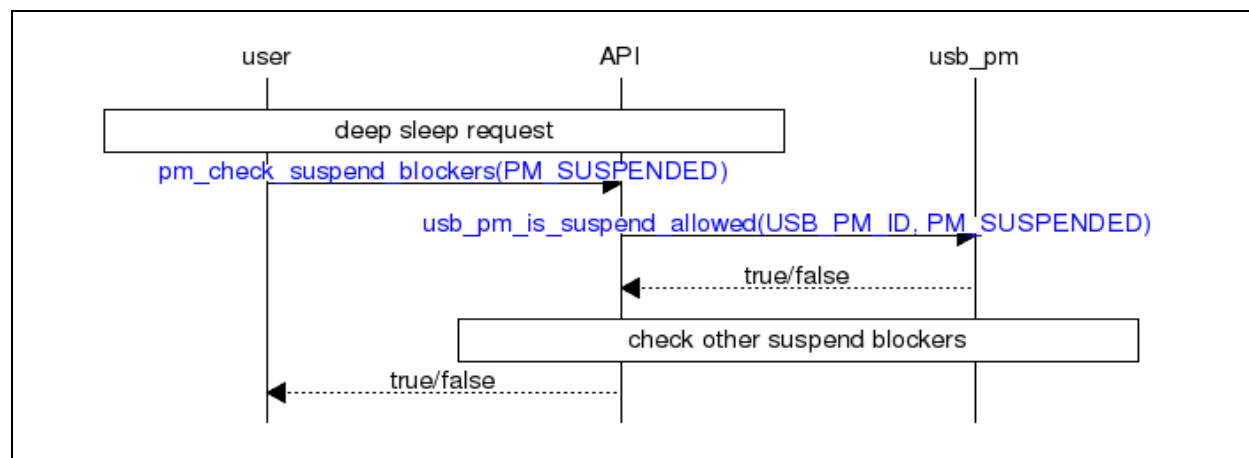 user API usb_pm
deep sleep request
pm_check_suspend_blockers(PM_SUSPENDED)
usb_pm_is_suspend_allowed(USB_PM_ID, PM_SUSPENDED)
true/false
check other suspend blockers
true/false